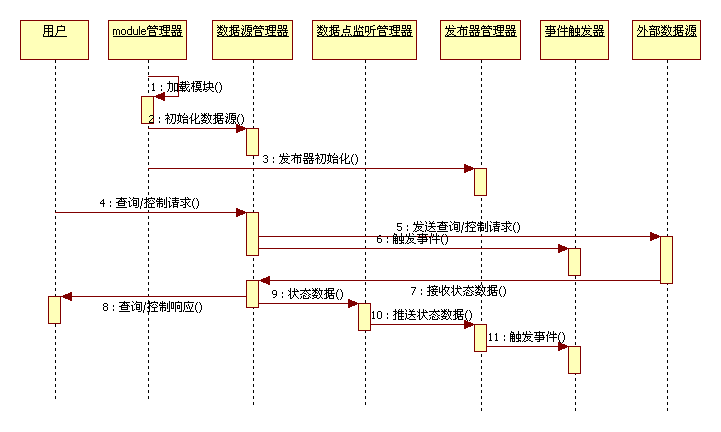 用户
module管理器
数据源管理器
数据点监听管理器
发布器管理器
事件触发器
外部数据源
1 : 加载模块()
2 : 初始化数据源()
3 : 发布器初始化()
4 : 查询/控制请求()
5 : 发送查询/控制请求()
6 : 触发事件()
7 : 接收状态数据()
8 : 查询/控制响应()
9 : 状态数据()
10 : 推送状态数据()
11 : 触发事件()